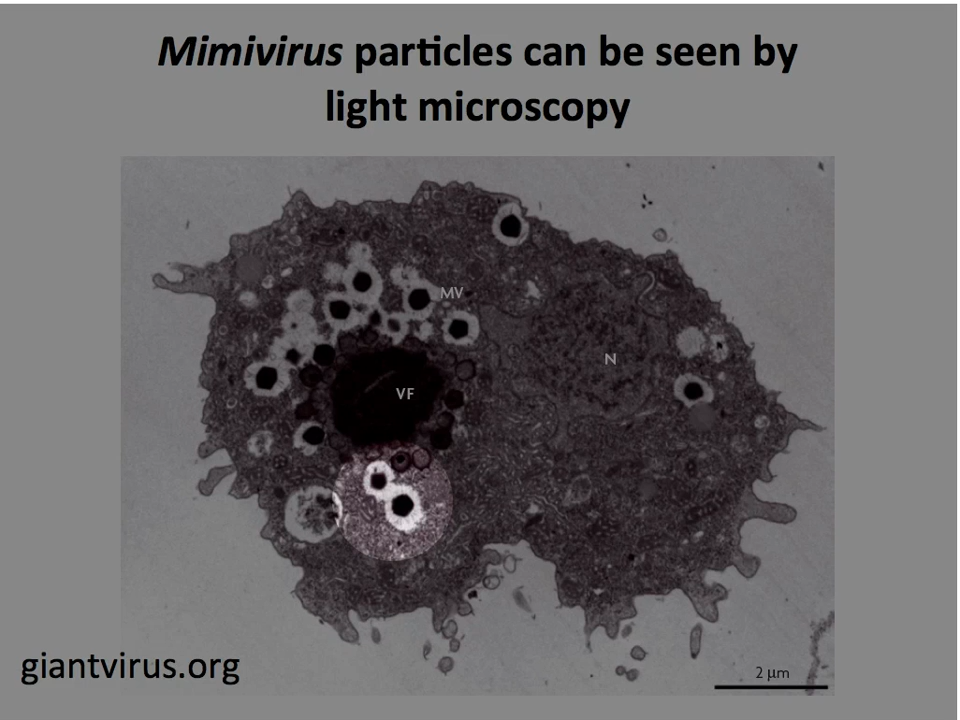 Mimivirus particles can be seen by
light microscopy
MV
N
VF
giantvirus.org
2 µm